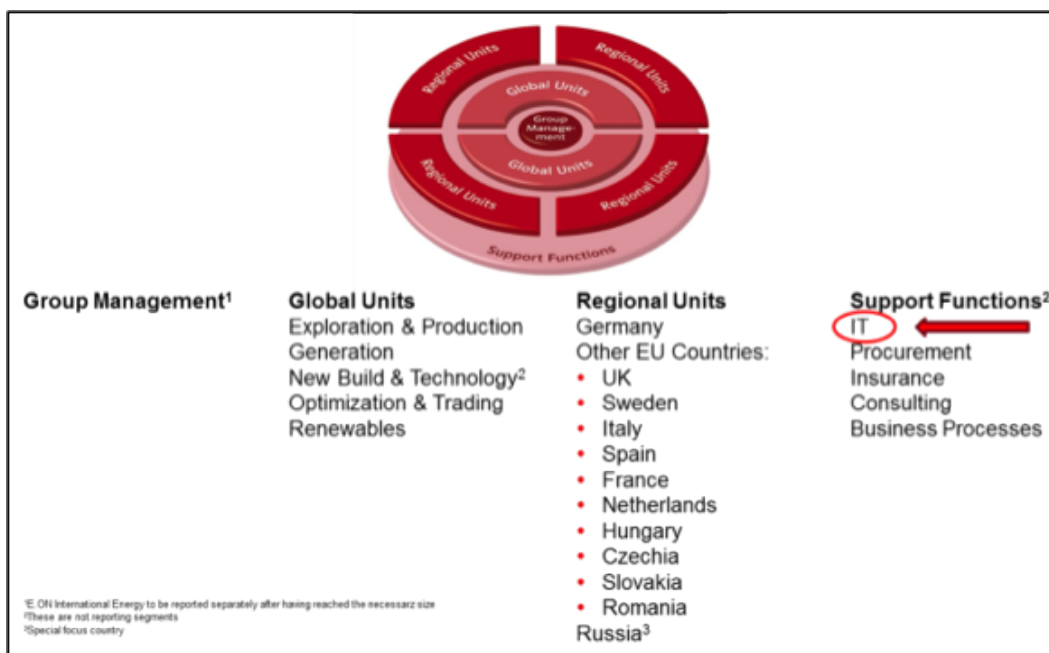 Regional Units
Regional Units
Global Units
Group
Manage-
ment
Global Units
Regional Units
Regional Units
Support Functions
Group Management¹
Global Units
Exploration & Production
Generation
New Build & Technology²
Optimization & Trading
Renewables
Regional Units
Germany
Other EU Countries:
• UK
• Sweden
• Italy
• Spain
• France
• Netherlands
• Hungary
• Czechia
• Slovakia
• Romania
Russia³
Support Functions²
IT
Procurement
Insurance
Consulting
Business Processes
¹E.ON International Energy to be reported separately after having reached the necessarz size
²These are not reporting segments
³Special focus country